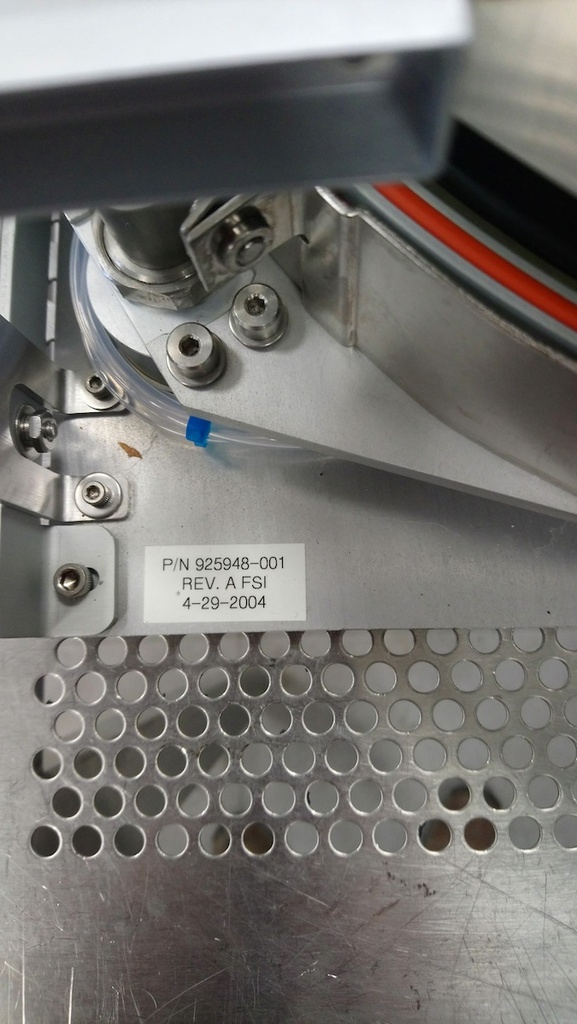 P/N 925948-001
REV. A FSI
4-29-2004